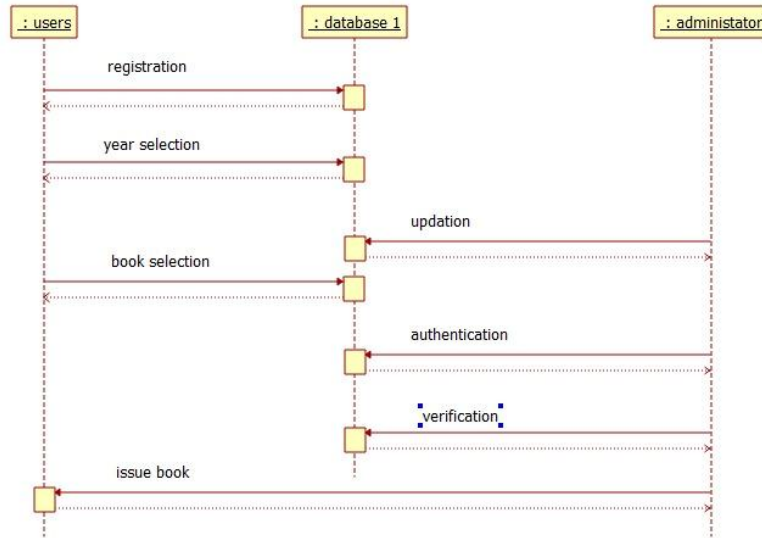 : users
: database 1
: administator
registration
year selection
updation
book selection
authentication
verification
issue book